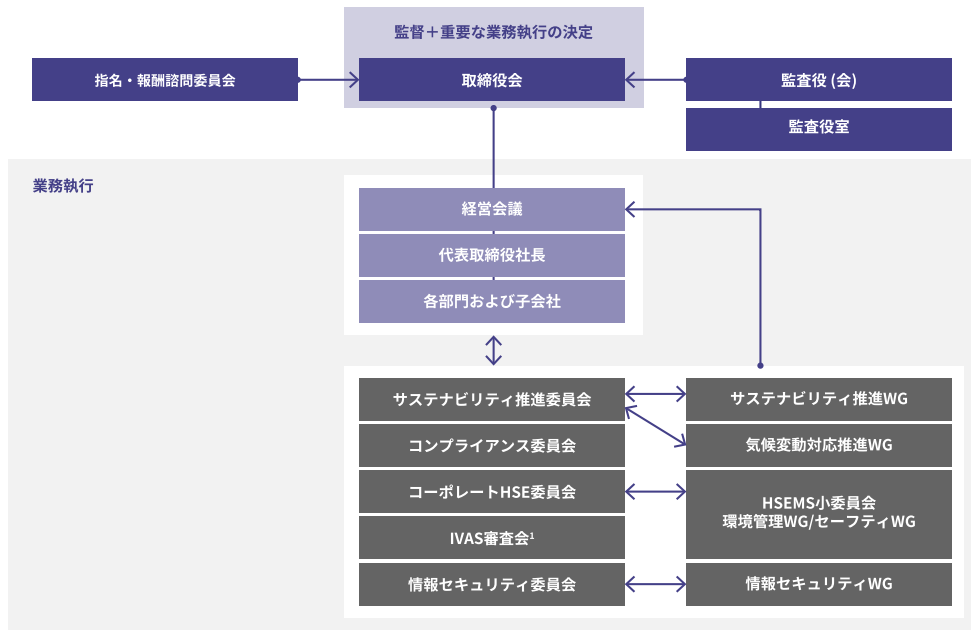 監督＋重要な業務執行の決定
指名・報酬諮問委員会
取締役会
監査役 (会)
監査役室
業務執行
経営会議
代表取締役社長
各部門および子会社
サステナビリティ推進委員会
サステナビリティ推進WG
コンプライアンス委員会
気候変動対応推進WG
コーポレートHSE委員会
HSEMS小委員会
環境管理WG/セーフティWG
IVAS審査会¹
情報セキュリティ委員会
情報セキュリティWG